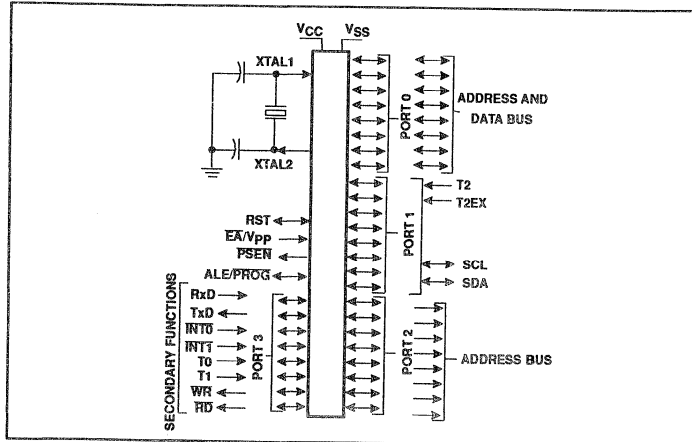 VCC VSS
XTAL1
XTAL2
PORT 0
ADDRESS AND
DATA BUS
RST
EA/VPP
PSEN
ALE/PROG
PORT 1
T2
T2EX
SCL
SDA
SECONDARY FUNCTIONS
RxD
TxD
INT0
INT1
T0
T1
WR
RD
PORT 3
PORT 2
ADDRESS BUS